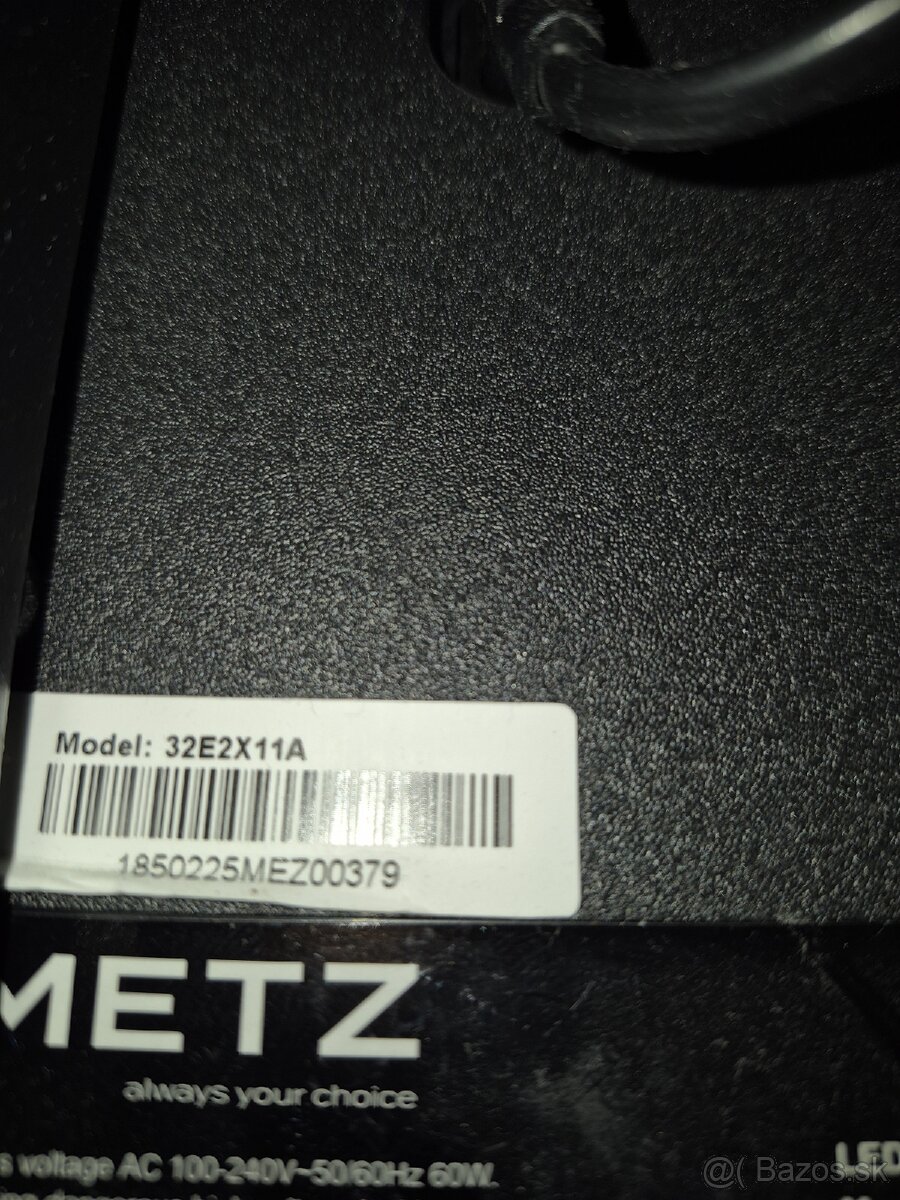 Model: 32E2X11A
1850225MEZ00379
METZ
always your choice
voltage AC 100-240V~50/60Hz 60W.
LED
@( Bazos.sk